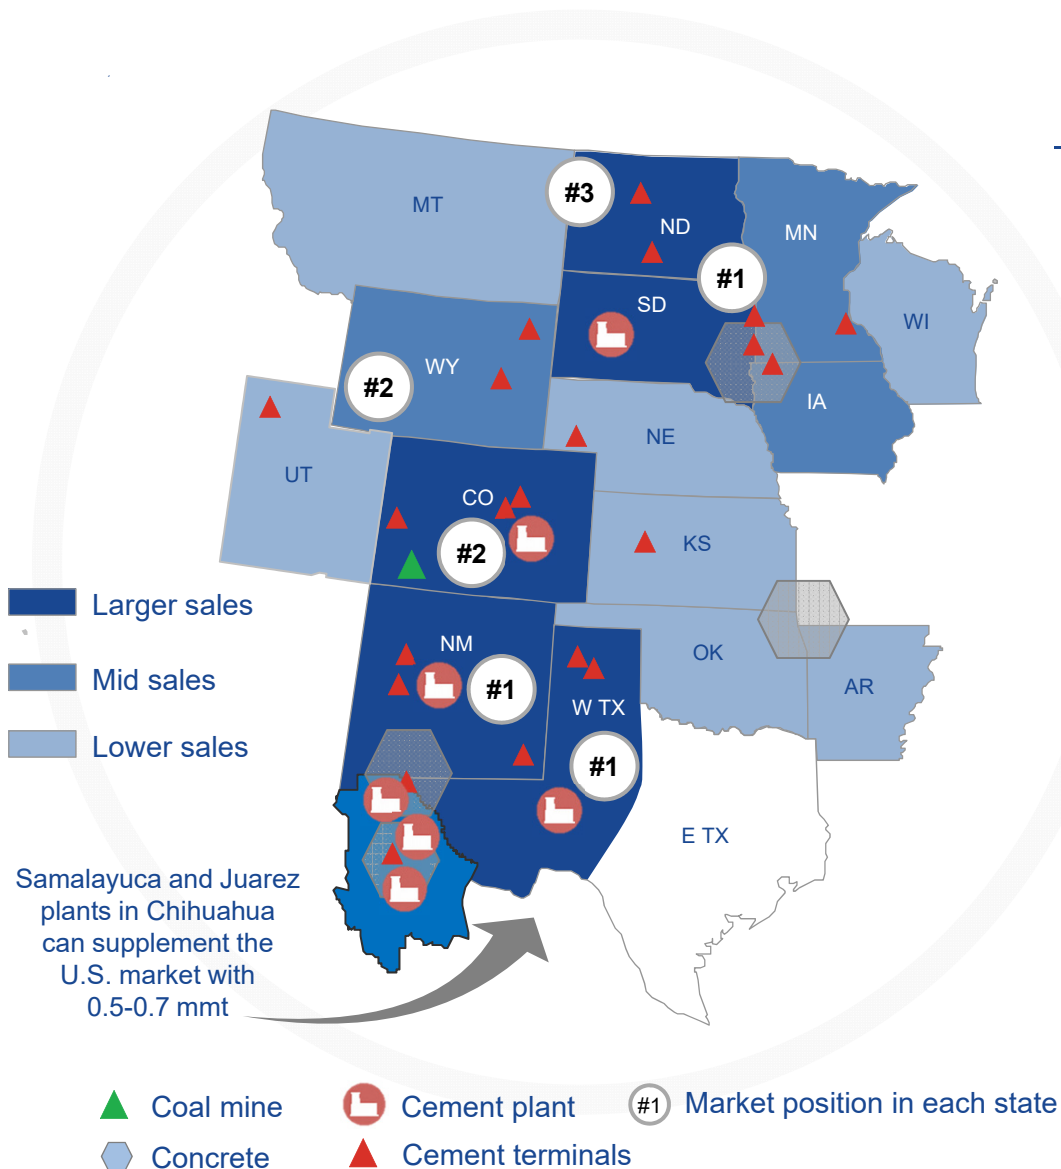 MT
#3
ND
MN
#1
SD
WI
WY
#2
IA
NE
UT
CO
#2
KS
Larger sales
NM
OK
Mid sales
#1
AR
W TX
Lower sales
#1
E TX
Samalayuca and Juarez
plants in Chihuahua
can supplement the
U.S. market with
0.5-0.7 mmt
Coal mine
Cement plant
#1
Market position in each state
Concrete
Cement terminals